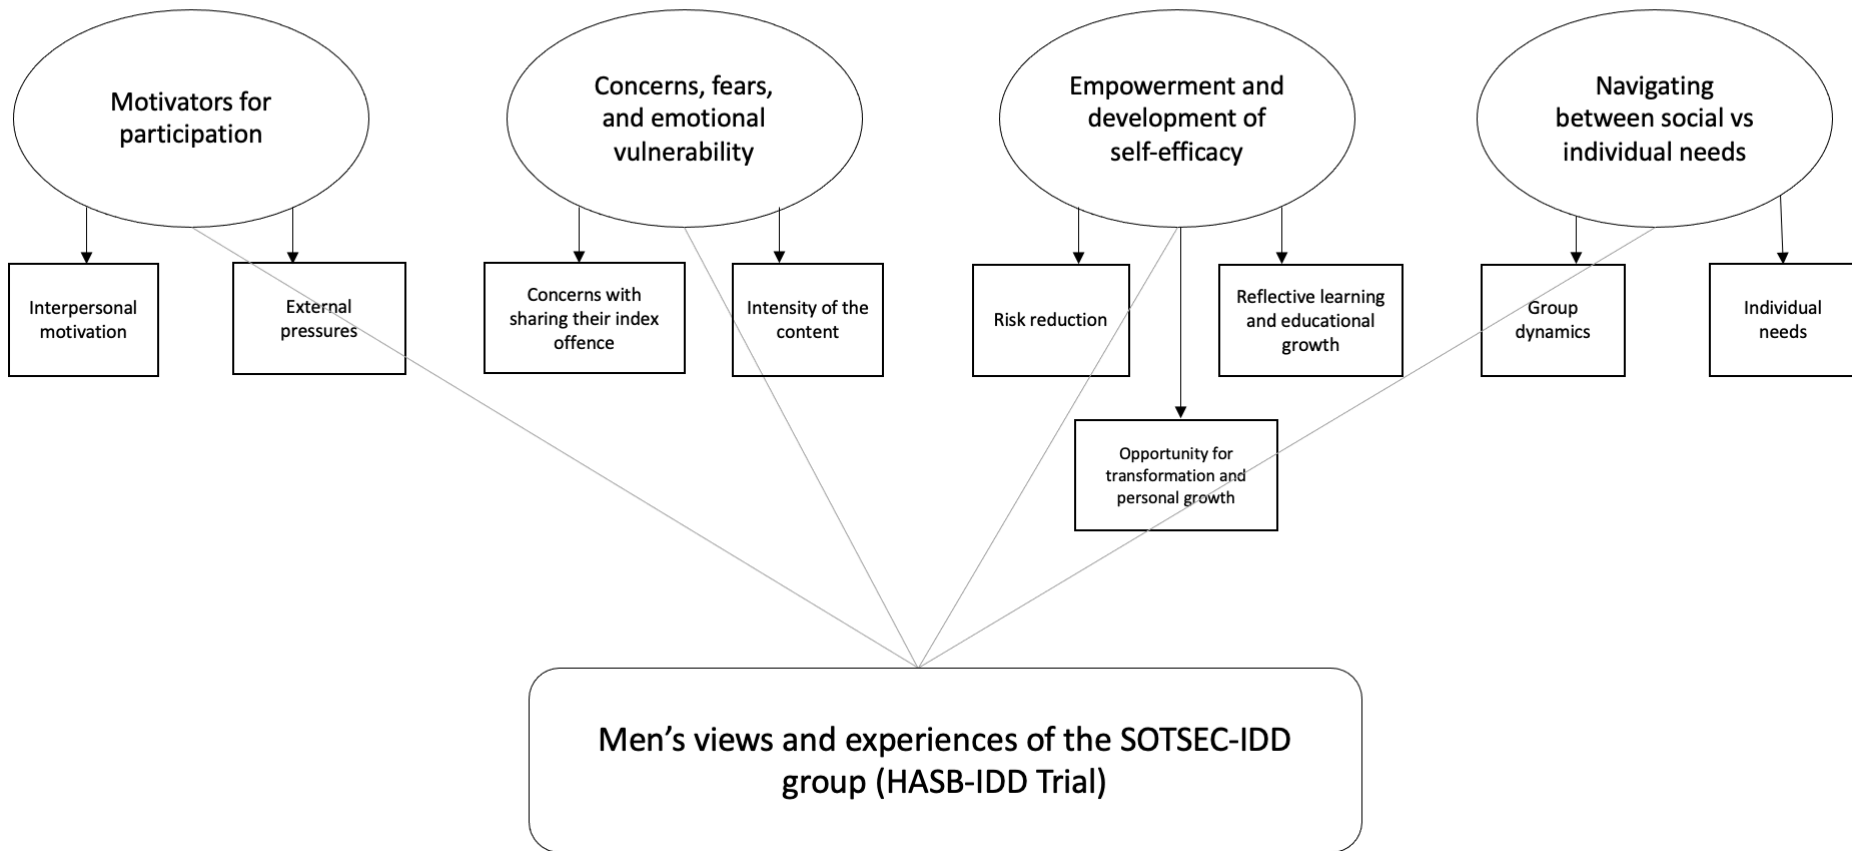 Motivators for
participation
Concerns, fears,
and emotional
vulnerability
Empowerment and
development of
self-efficacy
Navigating
between social vs
individual needs
Interpersonal
motivation
External
pressures
Concerns with
sharing their index
offence
Intensity of the
content
Risk reduction
Reflective learning
and educational
growth
Group
dynamics
Individual
needs
Opportunity for
transformation and
personal growth
Men’s views and experiences of the SOTSEC-IDD
group (HASB-IDD Trial)